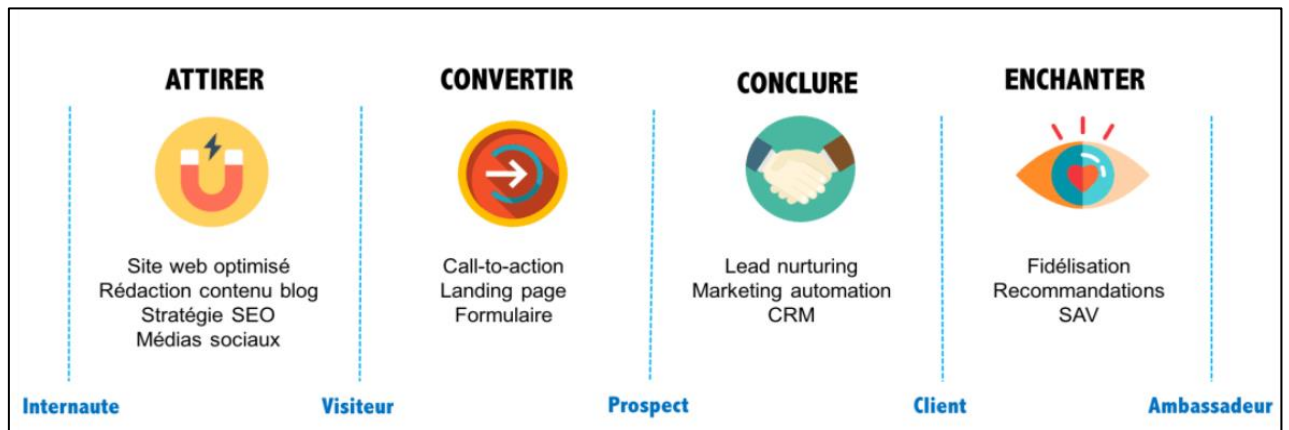 ATTIRER
CONVERTIR
CONCLURE
ENCHANTER
Site web optimisé
Rédaction contenu blog
Stratégie SEO
Médias sociaux
Call-to-action
Landing page
Formulaire
Lead nurturing
Marketing automation
CRM
Fidélisation
Recommandations
SAV
Internaute
Visiteur
Prospect
Client
Ambassadeur